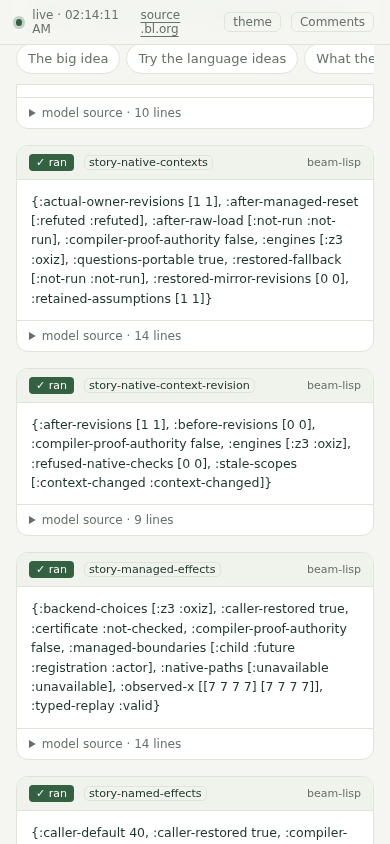 live · 02:14:11
AM
source
.bl.org
theme
Comments
The big idea
Try the language ideas
What the
model source · 10 lines
✓ ran story-native-contexts beam-lisp
{:actual-owner-revisions [1 1], :after-managed-reset
[:refuted :refuted], :after-raw-load [:not-run :not-
run], :compiler-proof-authority false, :engines [:z3
:oxiz], :questions-portable true, :restored-fallback
[:not-run :not-run], :restored-mirror-revisions [0 0],
:retained-assumptions [1 1]}
model source · 14 lines
✓ ran story-native-context-revision beam-lisp
{:after-revisions [1 1], :before-revisions [0 0],
:compiler-proof-authority false, :engines [:z3 :oxiz],
:refused-native-checks [0 0], :stale-scopes
[:context-changed :context-changed]}
model source · 9 lines
✓ ran story-managed-effects beam-lisp
{:backend-choices [:z3 :oxiz], :caller-restored true,
:certificate :not-checked, :compiler-proof-authority
false, :managed-boundaries [:child :future
:registration :actor], :native-paths [:unavailable
:unavailable], :observed-x [[7 7 7 7] [7 7 7 7]],
:typed-replay :valid}
model source · 14 lines
✓ ran story-named-effects beam-lisp
{:caller-default 40, :caller-restored true, :compiler-